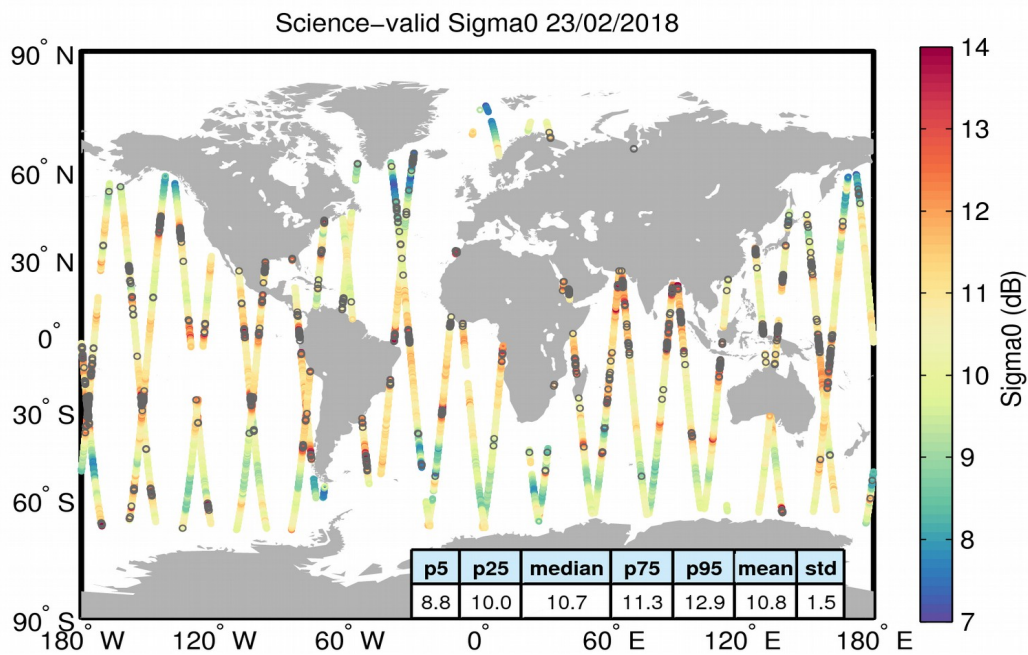 Science-valid Sigma0 23/02/2018
90° N
60° N
30° N
0°
30° S
60° S
90° S
180° W
120° W
60° W
0°
60° E
120° E
180° E
p5 p25 median p75 p95 mean std
8.8 10.0 10.7 11.3 12.9 10.8 1.5
14
13
12
11
10
9
8
7
Sigma0 (dB)